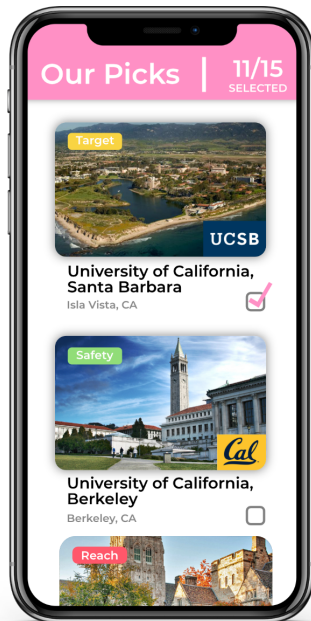 Our Picks
11/15
SELECTED
Target
UCSB
University of California,
Santa Barbara
Isla Vista, CA
Safety
Cal
University of California,
Berkeley
Berkeley, CA
Reach